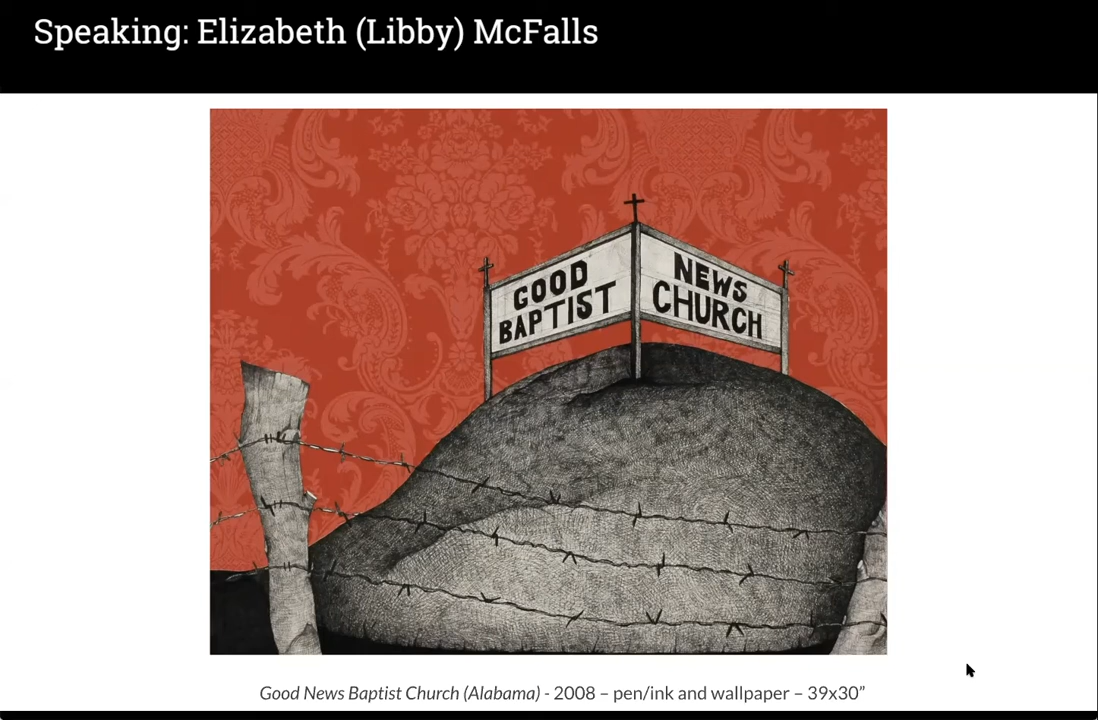 Speaking: Elizabeth (Libby) McFalls
GOOD NEWS
BAPTIST CHURCH
Good News Baptist Church (Alabama) - 2008 – pen/ink and wallpaper – 39x30”